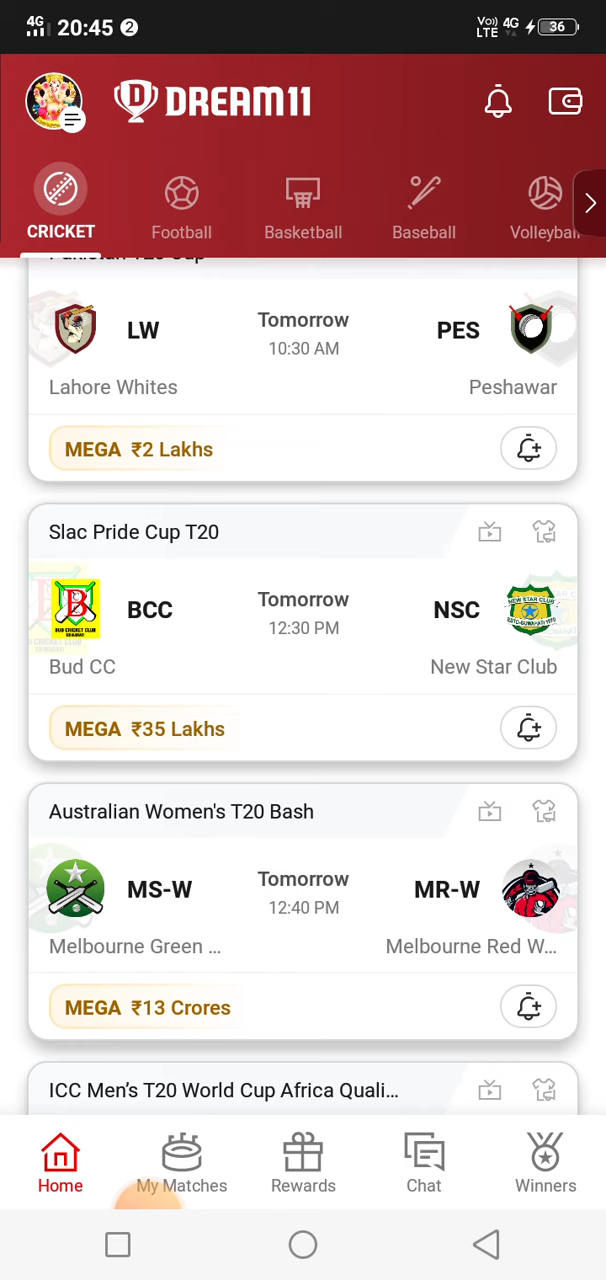 4G 20:45 2 Vo) LTE 4G 36
DREAM11
CRICKET Football Basketball Baseball Volleyball
Pakistan T20 Cup
LW Tomorrow PES
10:30 AM
Lahore Whites Peshawar
MEGA ₹2 Lakhs
Slac Pride Cup T20
BCC Tomorrow NSC
12:30 PM
Bud CC New Star Club
MEGA ₹35 Lakhs
Australian Women's T20 Bash
MS-W Tomorrow MR-W
12:40 PM
Melbourne Green ... Melbourne Red W...
MEGA ₹13 Crores
ICC Men’s T20 World Cup Africa Quali...
Home My Matches Rewards Chat Winners